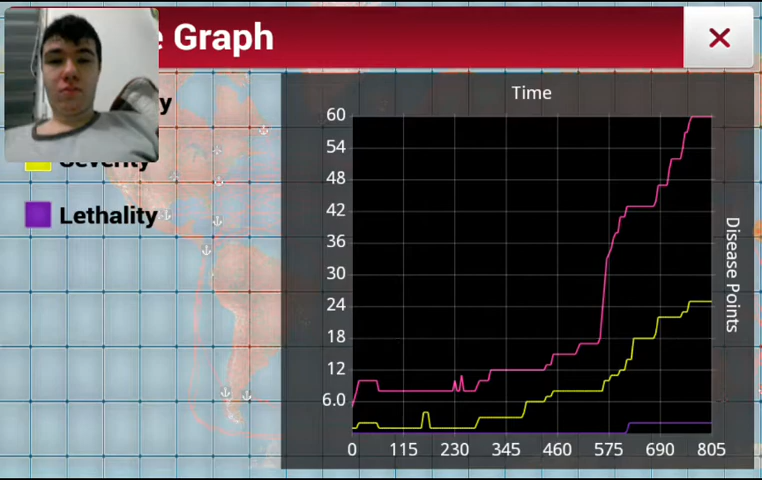 e Graph
Time
y
Severity
Lethality
60
54
48
42
36
30
24
18
12
6.0
0 115 230 345 460 575 690 805
Disease Points